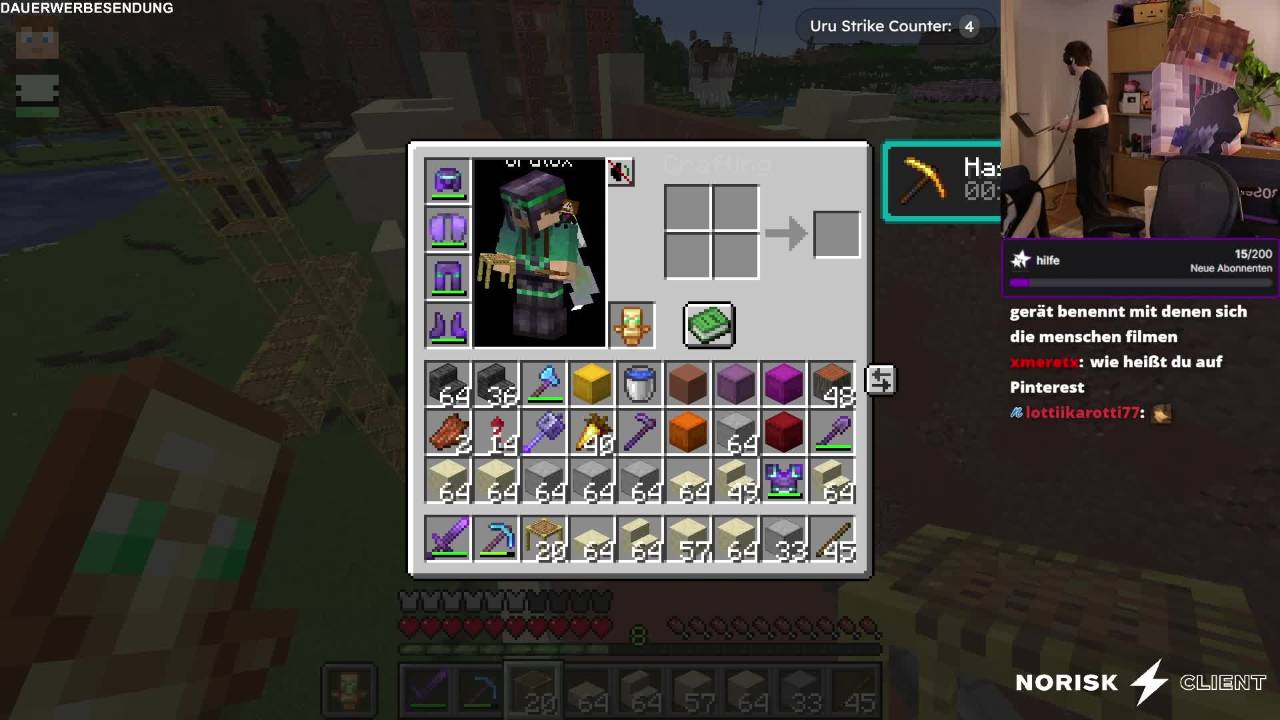 DAUERWERBESENDUNG
Uru Strike Counter: 4
Crafting
Has
00:
hilfe
15/200
Neue Abonnenten
gerät benennt mit denen sich
die menschen filmen
xmeretx: wie heißt du auf
Pinterest
lottiikarotti77:
64 36 48
2 14 40 64
64 64 64 64 64 64 49 64
20 64 64 57 64 33 45
8
20 64 64 57 64 33 45
NORISK CLIENT